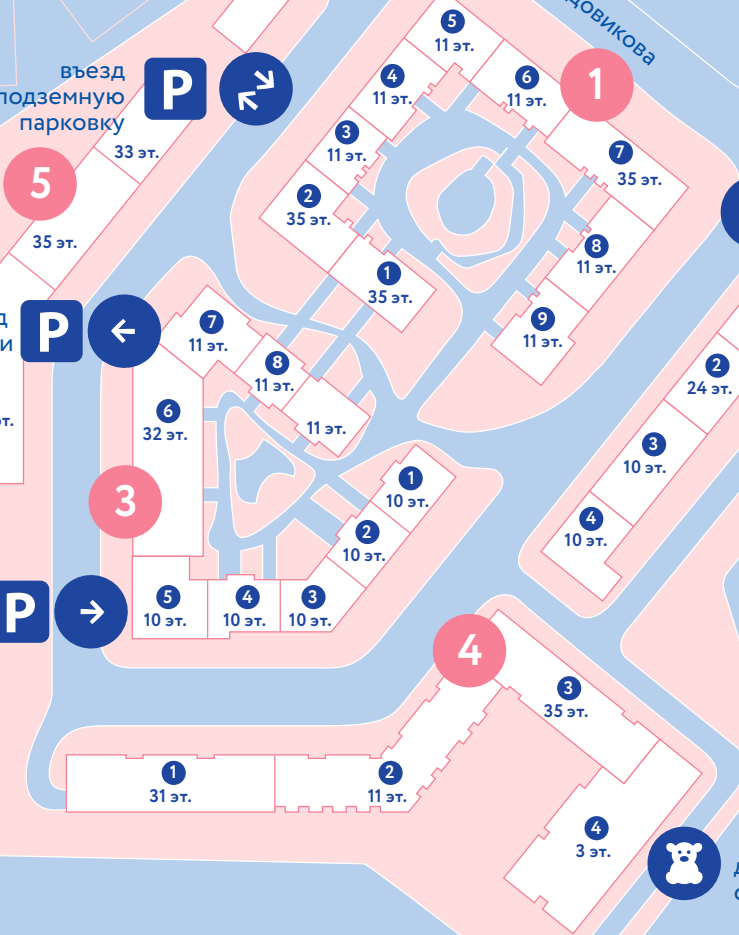 5
11 эт.
довикова
въезд
подземную
парковку
P
4
11 эт.
6
11 эт.
1
3
11 эт.
33 эт.
7
35 эт.
5
2
35 эт.
35 эт.
8
11 эт.
1
35 эт.
P
7
11 эт.
9
11 эт.
8
11 эт.
2
24 эт.
6
32 эт.
11 эт.
3
10 эт.
1
10 эт.
3
2
10 эт.
4
10 эт.
P
5
10 эт.
4
10 эт.
3
10 эт.
4
3
35 эт.
1
31 эт.
2
11 эт.
4
3 эт.